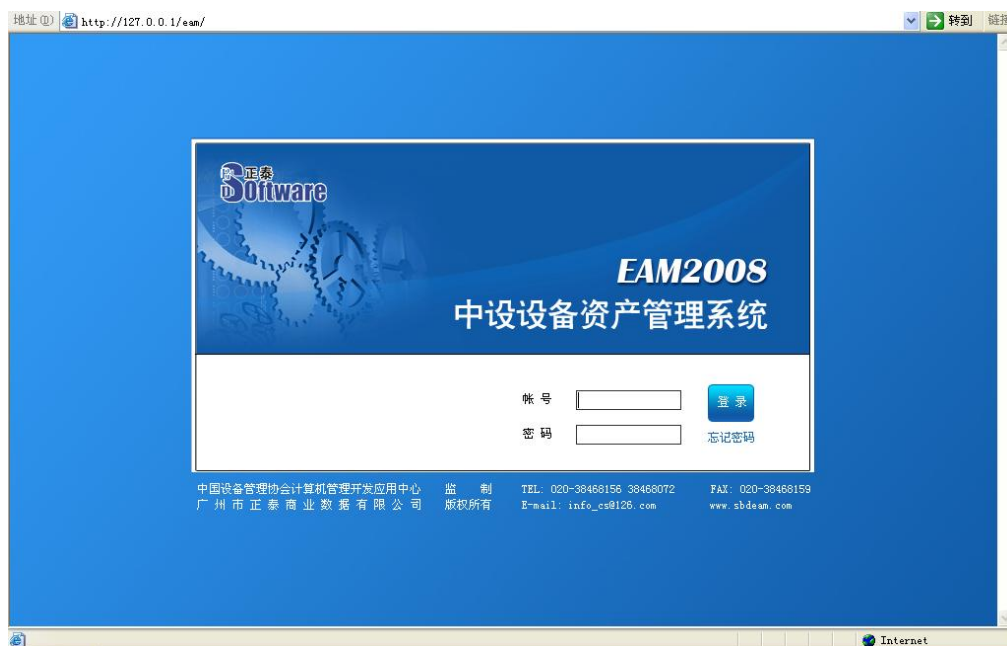 地址(D) http://127.0.0.1/eam/ 转到 链接
正泰
Software
EAM2008
中设设备资产管理系统
帐 号 登 录
密 码 忘记密码
中国设备管理协会计算机管理开发应用中心 监 制 TEL: 020-38468156 38468072 FAX: 020-38468159
广 州 市 正 泰 商 业 数 据 有 限 公 司 版权所有 E-mail: info_cs@126.com www.sbdeam.com
Internet